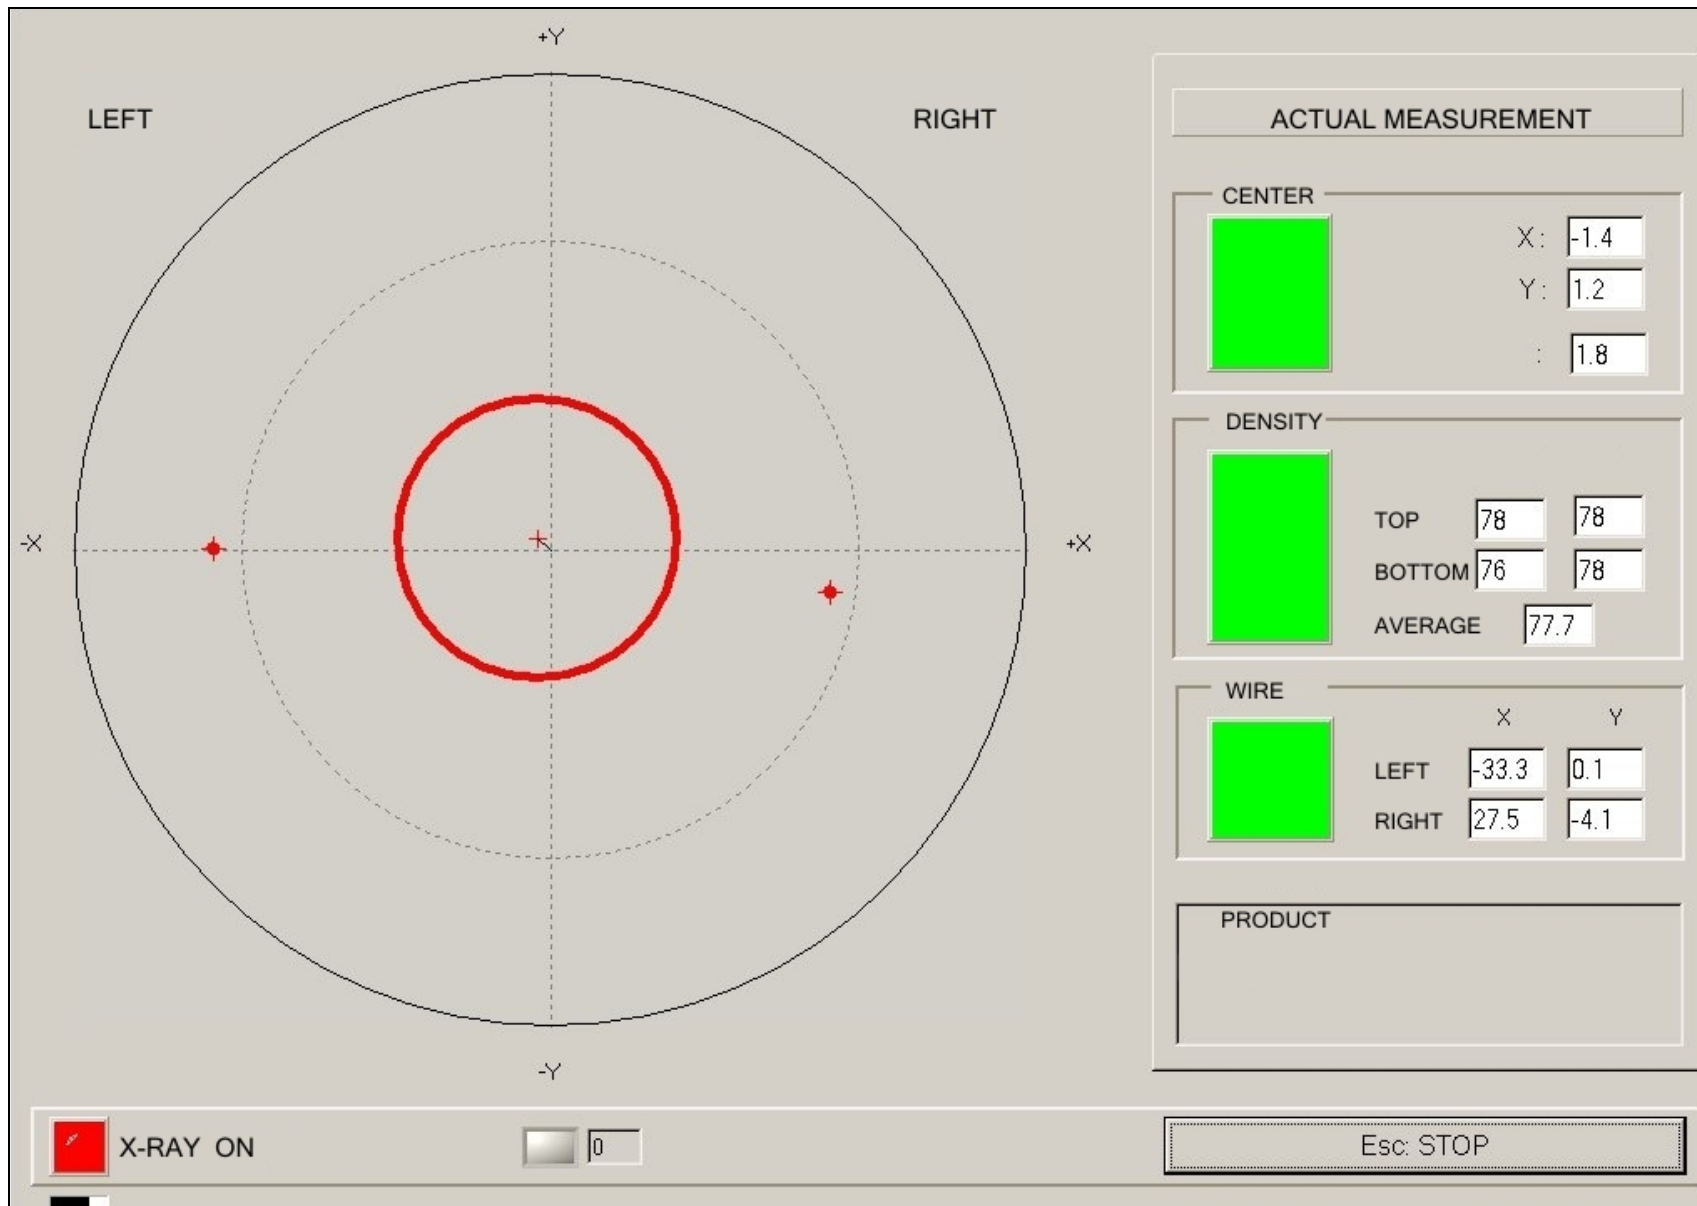 +Y
LEFT
RIGHT
-X
+X
-Y
ACTUAL MEASUREMENT
CENTER
X: -1.4
Y: 1.2
: 1.8
DENSITY
TOP 78 78
BOTTOM 76 78
AVERAGE 77.7
WIRE
X Y
LEFT -33.3 0.1
RIGHT 27.5 -4.1
PRODUCT
X-RAY ON 0
Esc: STOP